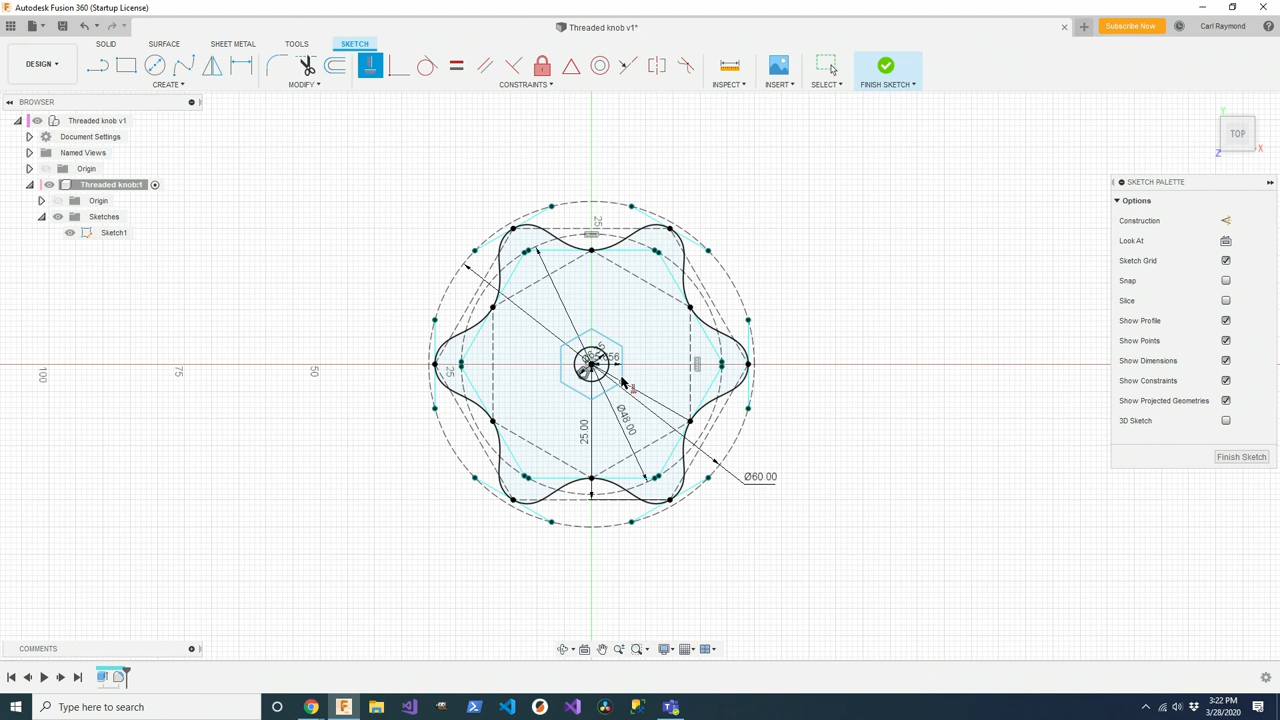 Autodesk Fusion 360 (Startup License)
Threaded knob v1*
Subscribe Now
Carl Raymond
SOLID
SURFACE
SHEET METAL
TOOLS
SKETCH
DESIGN
CREATE
MODIFY
CONSTRAINTS
INSPECT
INSERT
SELECT
FINISH SKETCH
BROWSER
Threaded knob v1
Document Settings
Named Views
Origin
Threaded knob:1
Origin
Sketches
Sketch1
Y
TOP
X
Z
SKETCH PALETTE
Options
Construction
Look At
Sketch Grid
Snap
Slice
Show Profile
Show Points
Show Dimensions
Show Constraints
Show Projected Geometries
3D Sketch
Finish Sketch
25
100
75
50
25
Ø48.00
25.00
Ø60.00
COMMENTS
Type here to search
3:22 PM
3/28/2020